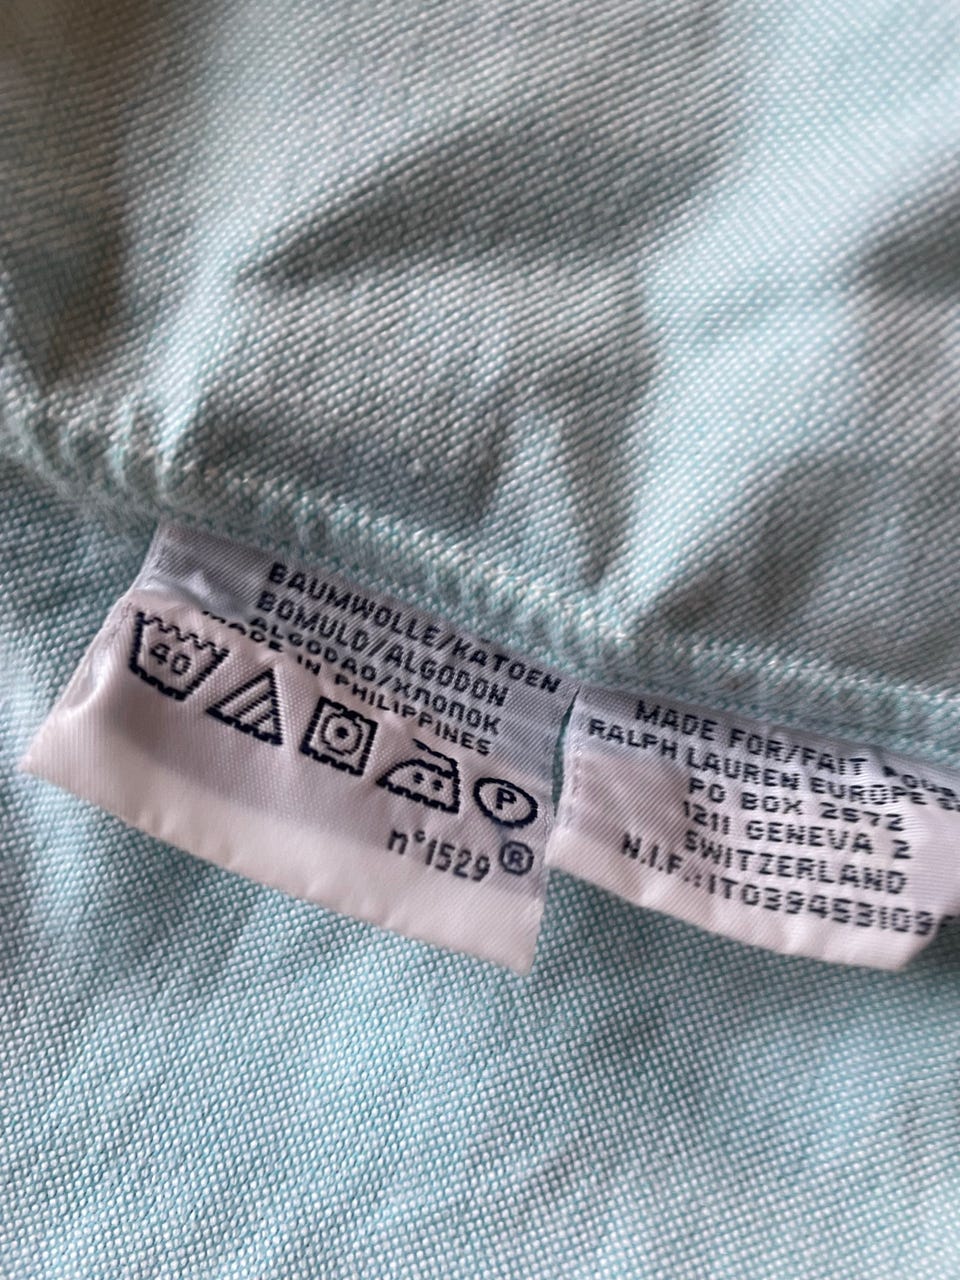 BAUMWOLLE/KATOEN
BOMULD/ALGODON
ALGODAO/ХЛОПОК
MADE IN PHILIPPINES
40
P
n°1529 ®
MADE FOR/FAIT POUR
RALPH LAUREN EUROPE
PO BOX 2572
1211 GENEVA 2
SWITZERLAND
N.I.F.: